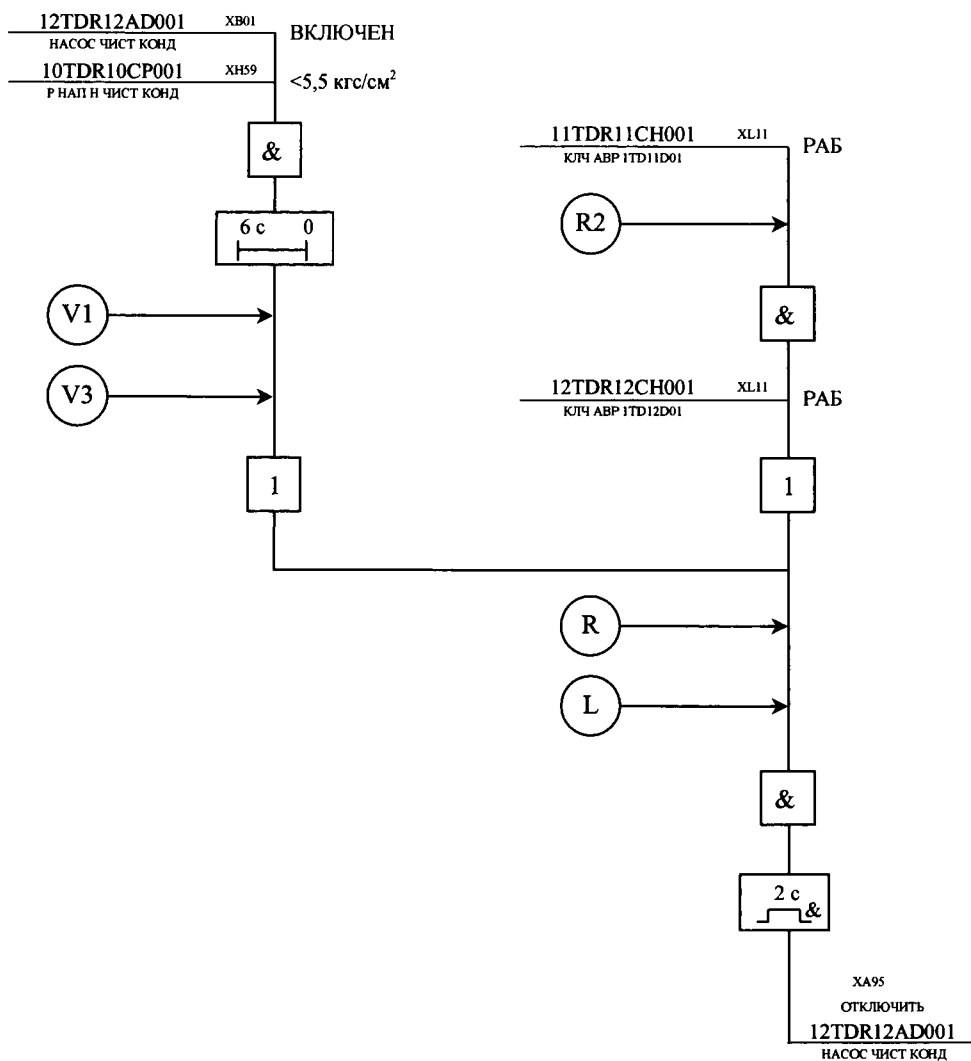 12TDR12AD001 XB01 ВКЛЮЧЕН
НАСОС ЧИСТ КОНД
10TDR10CP001 XH59 <5,5 кгс/см²
Р НАП Н ЧИСТ КОНД
&
6 с 0
V1
V3
1
11TDR11CH001 XL11 РАБ
КЛЧ АВР 1TD11D01
R2
&
12TDR12CH001 XL11 РАБ
КЛЧ АВР 1TD12D01
1
R
L
&
2 с
&
XA95
ОТКЛЮЧИТЬ
12TDR12AD001
НАСОС ЧИСТ КОНД